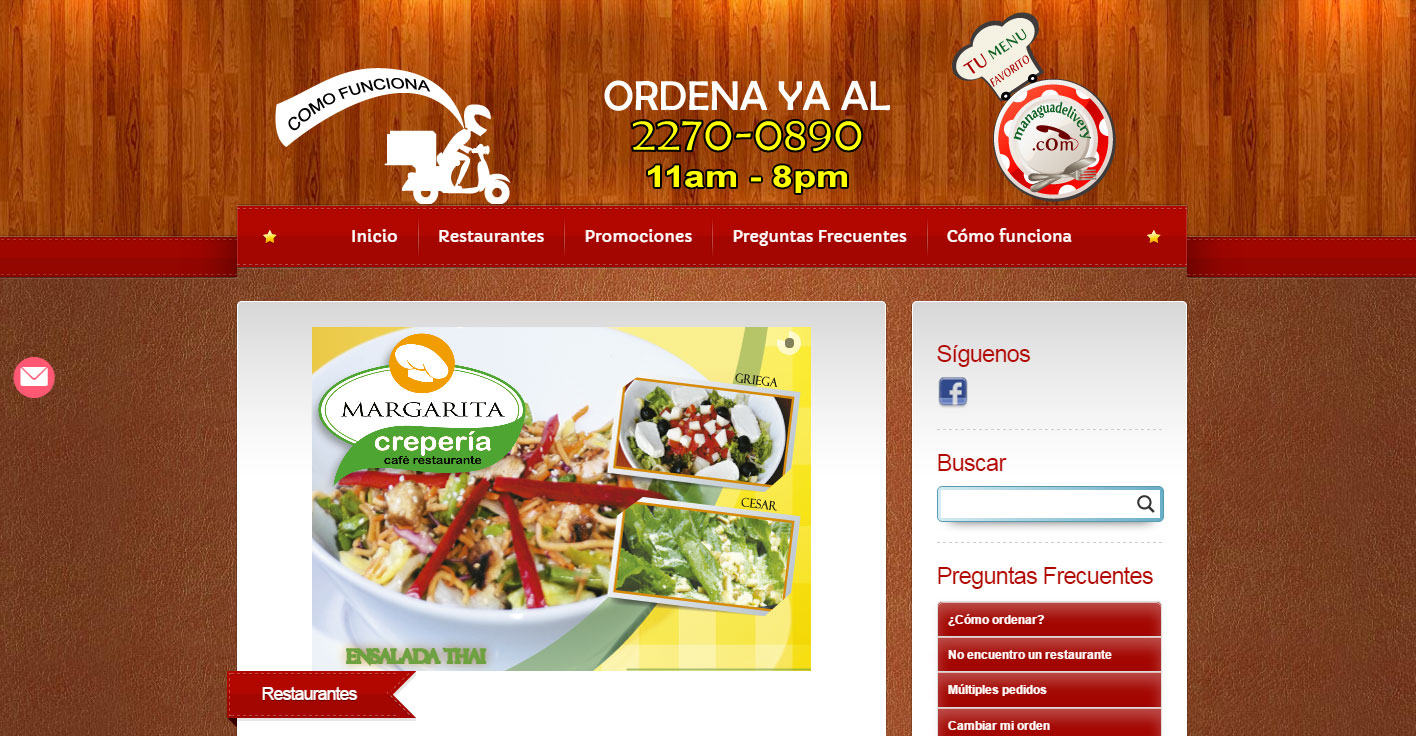 COMO FUNCIONA
ORDENA YA AL
2270-0890
11am - 8pm
TU MENU
FAVORITO
managuadelivery
.com
Inicio
Restaurantes
Promociones
Preguntas Frecuentes
Cómo funciona
MARGARITA
crepería
café restaurante
GRIEGA
CESAR
ENSALADA THAI
Restaurantes
Síguenos
Buscar
Preguntas Frecuentes
¿Cómo ordenar?
No encuentro un restaurante
Múltiples pedidos
Cambiar mi orden